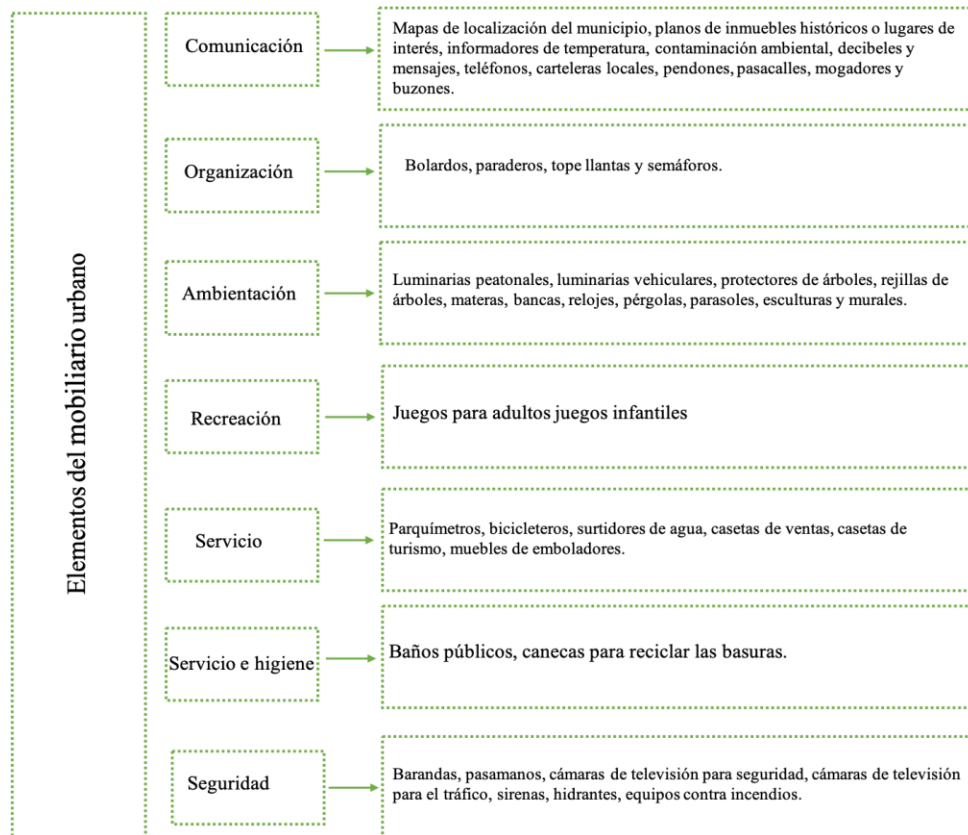 Elementos del mobiliario urbano
Comunicación
Mapas de localización del municipio, planos de inmuebles históricos o lugares de
interés, informadores de temperatura, contaminación ambiental, decibeles y
mensajes, teléfonos, carteleras locales, pendones, pasacalles, mogadores y
buzones.
Organización
Bolardos, paraderos, tope llantas y semáforos.
Ambientación
Luminarias peatonales, luminarias vehiculares, protectores de árboles, rejillas de
árboles, materas, bancas, relojes, pérgolas, parasoles, esculturas y murales.
Recreación
Juegos para adultos juegos infantiles
Servicio
Parquímetros, bicicleteros, surtidores de agua, casetas de ventas, casetas de
turismo, muebles de emboladores.
Servicio e higiene
Baños públicos, canecas para reciclar las basuras.
Seguridad
Barandas, pasamanos, cámaras de televisión para seguridad, cámaras de televisión
para el tráfico, sirenas, hidrantes, equipos contra incendios.